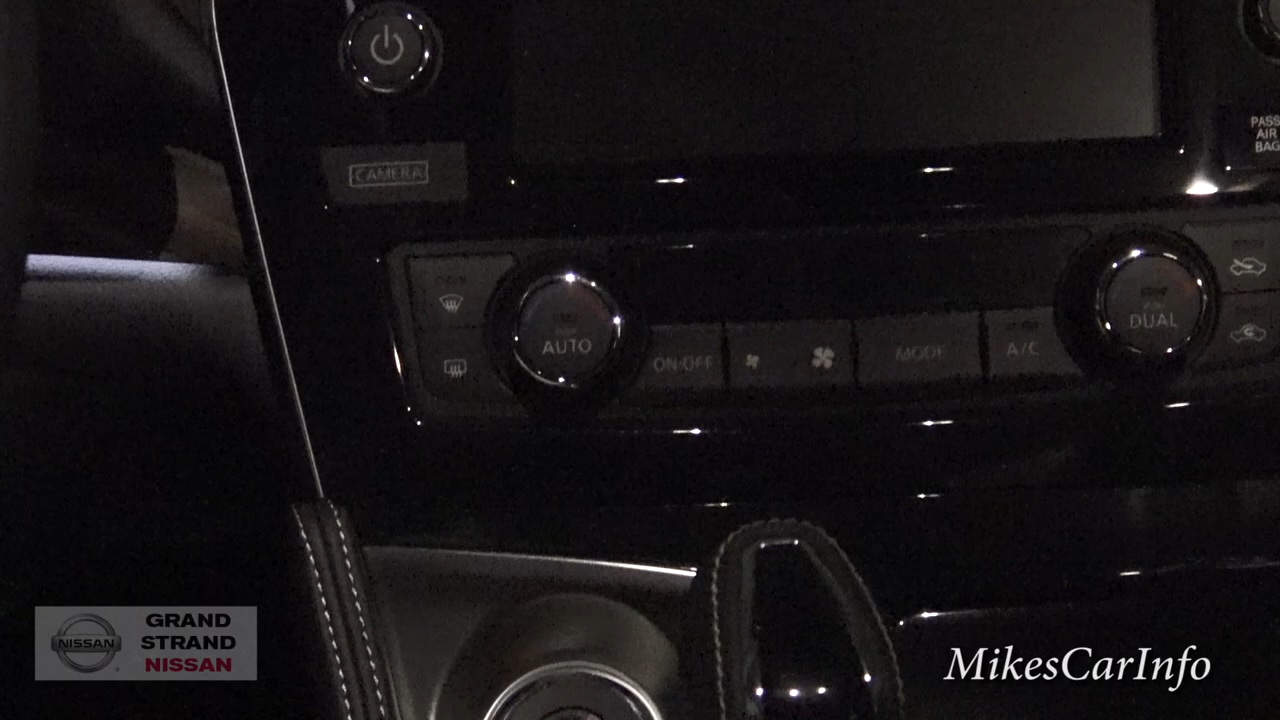 CAMERA
PASS
AIR
BAG
AUTO
ON·OFF
MODE
A/C
DUAL
NISSAN
GRAND
STRAND
NISSAN
MikesCarInfo